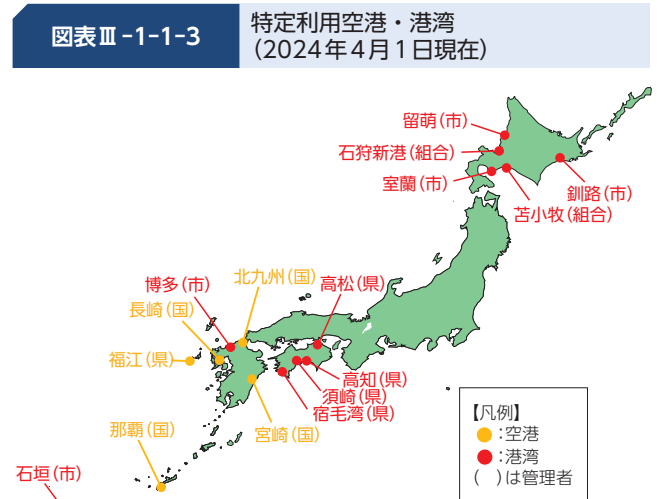 図表Ⅲ-1-1-3
特定利用空港・港湾
(2024年4月1日現在)
留萌(市)
石狩新港(組合)
室蘭(市)
釧路(市)
苫小牧(組合)
北九州(国)
博多(市)
高松(県)
長崎(国)
福江(県)
高知(県)
須崎(県)
宿毛湾(県)
那覇(国)
宮崎(国)
石垣(市)
【凡例】
:空港
:港湾
( )は管理者